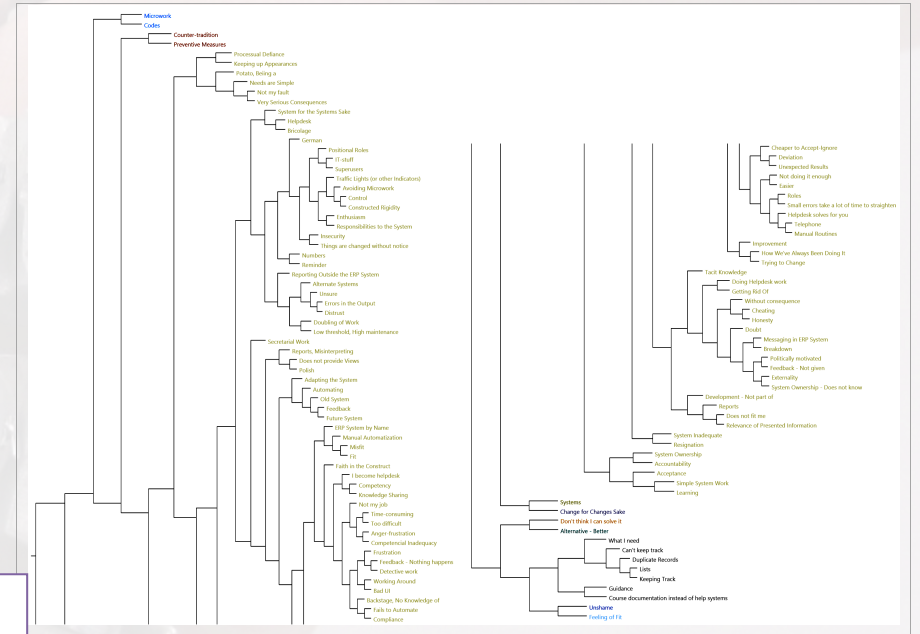 Microwork
Codes
Counter-tradition
Preventive Measures
Processual Defiance
Keeping up Appearances
Potato, Being a
Needs are Simple
Not my fault
Very Serious Consequences
System for the Systems Sake
Helpdesk
Bricolage
German
Positional Roles
IT-stuff
Superusers
Traffic Lights (or other Indicators)
Avoiding Microwork
Control
Constructed Rigidity
Enthusiasm
Responsibilities to the System
Insecurity
Things are changed without notice
Numbers
Reminder
Reporting Outside the ERP System
Alternate Systems
Unsure
Errors in the Output
Distrust
Doubling of Work
Low threshold, High maintenance
Secretarial Work
Reports, Misinterpreting
Does not provide Views
Polish
Adapting the System
Automating
Old System
Feedback
Future System
ERP System by Name
Manual Automatization
Misfit
Fit
Faith in the Construct
I become helpdesk
Competency
Knowledge Sharing
Not my job
Time-consuming
Too difficult
Anger-frustration
Competencial Inadequacy
Frustration
Feedback - Nothing happens
Detective work
Working Around
Bad UI
Backstage, No Knowledge of
Fails to Automate
Compliance
Cheaper to Accept-Ignore
Deviation
Unexpected Results
Not doing it enough
Easier
Roles
Small errors take a lot of time to straighten
Helpdesk solves for you
Telephone
Manual Routines
Improvement
How We've Always Been Doing It
Trying to Change
Tacit Knowledge
Doing Helpdesk work
Getting Rid Of
Without consequence
Cheating
Honesty
Doubt
Messaging in ERP System
Breakdown
Politically motivated
Feedback - Not given
Externality
System Ownership - Does not know
Development - Not part of
Reports
Does not fit me
Relevance of Presented Information
System Inadequate
Resignation
System Ownership
Accountability
Acceptance
Simple System Work
Learning
Systems
Change for Changes Sake
Don't think I can solve it
Alternative - Better
What I need
Can't keep track
Duplicate Records
Lists
Keeping Track
Guidance
Course documentation instead of help systems
Unshame
Feeling of Fit